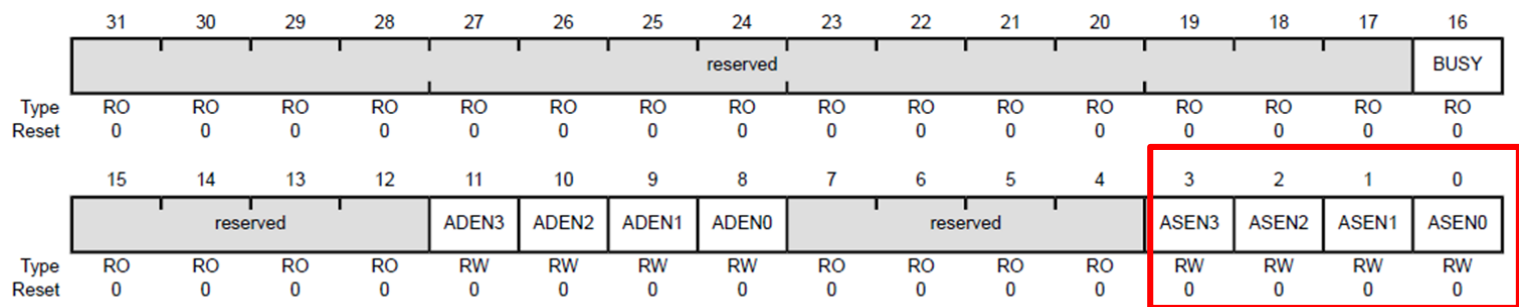 31 30 29 28 27 26 25 24 23 22 21 20 19 18 17 16
reserved BUSY
Type RO RO RO RO RO RO RO RO RO RO RO RO RO RO RO RO
Reset 0 0 0 0 0 0 0 0 0 0 0 0 0 0 0 0
15 14 13 12 11 10 9 8 7 6 5 4 3 2 1 0
reserved ADEN3 ADEN2 ADEN1 ADEN0 reserved ASEN3 ASEN2 ASEN1 ASEN0
Type RO RO RO RO RW RW RW RW RO RO RO RO RW RW RW RW
Reset 0 0 0 0 0 0 0 0 0 0 0 0 0 0 0 0